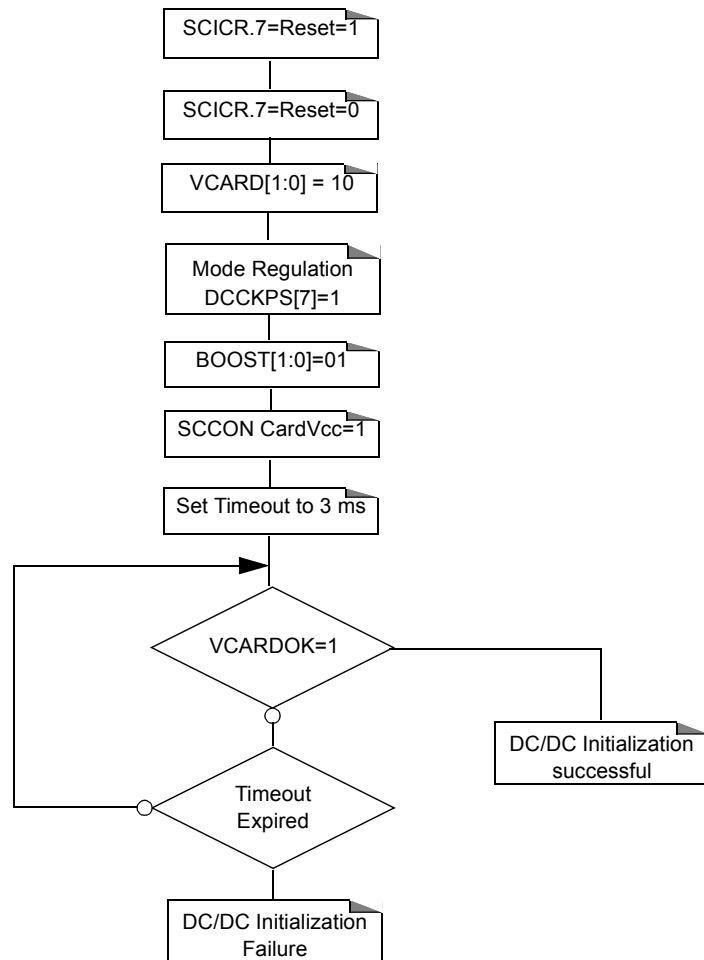 SCICR.7=Reset=1
SCICR.7=Reset=0
VCARD[1:0] = 10
Mode Regulation
DCCKPS[7]=1
BOOST[1:0]=01
SCCON CardVcc=1
Set Timeout to 3 ms
VCARDOK=1
DC/DC Initialization
successful
Timeout
Expired
DC/DC Initialization
Failure